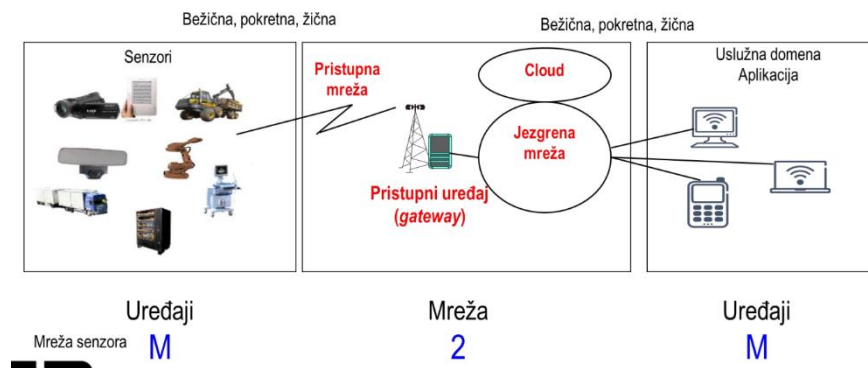 Bežična, pokretna, žična
Bežična, pokretna, žična
Senzori
Pristupna
mreža
Pristupni uređaj
(gateway)
Cloud
Jezgrena
mreža
Uslužna domena
Aplikacija
Uređaji
Mreža
Uređaji
Mreža senzora
M
2
M